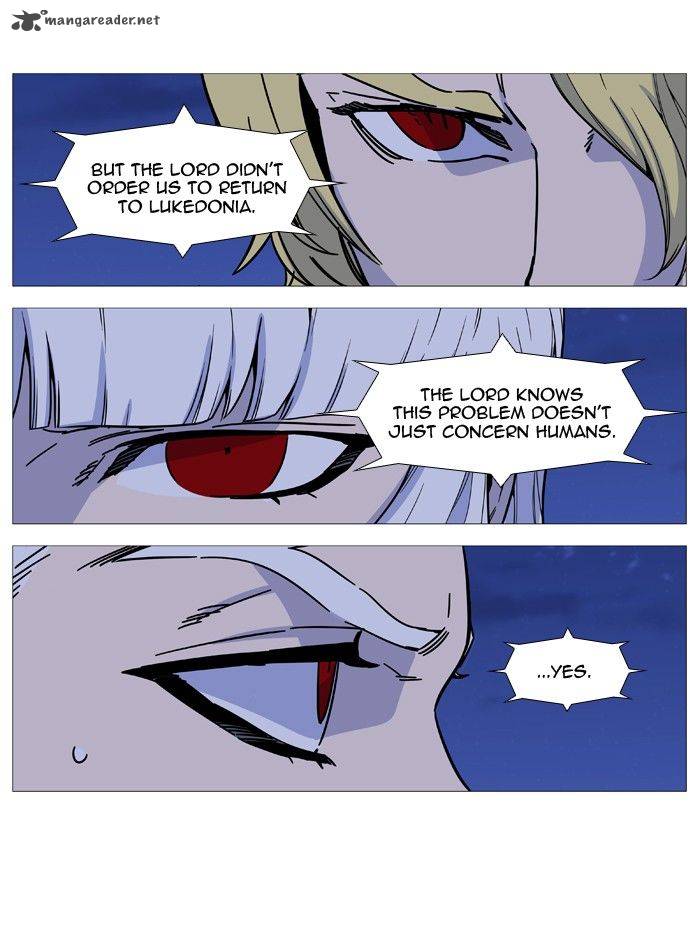 mangareader.net
BUT THE LORD DIDN'T
ORDER US TO RETURN
TO LUKEDONIA.
THE LORD KNOWS
THIS PROBLEM DOESN'T
JUST CONCERN HUMANS.
...YES.